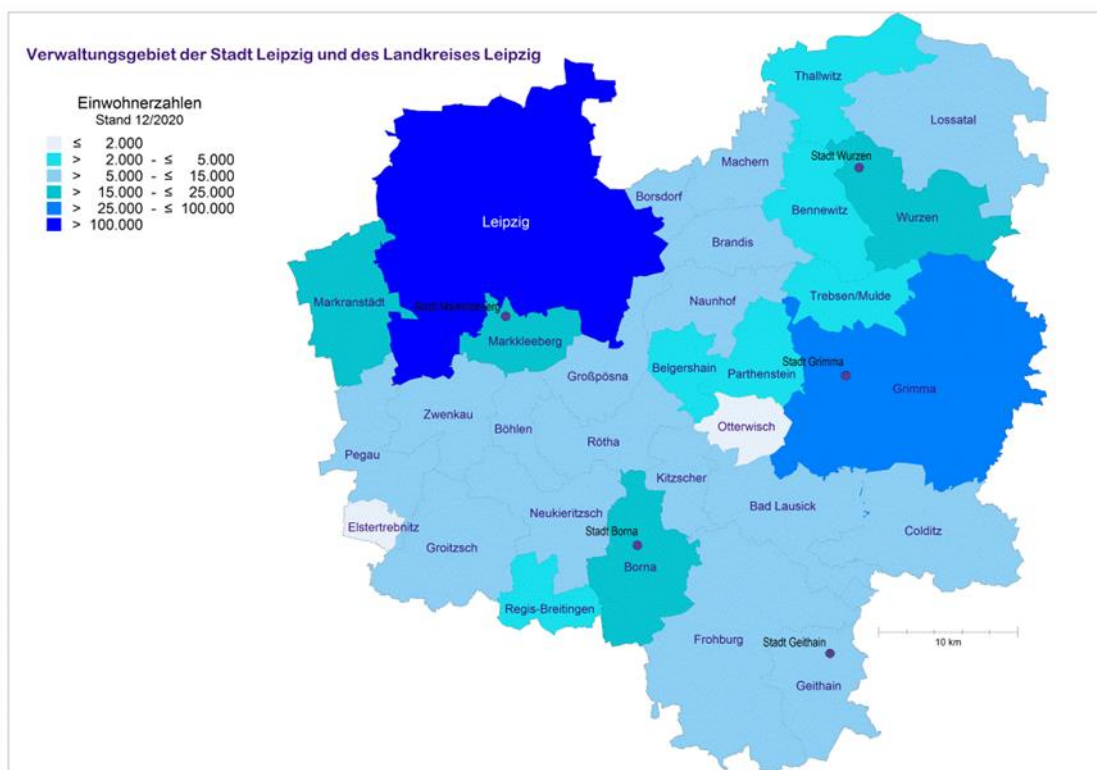 Verwaltungsgebiet der Stadt Leipzig und des Landkreises Leipzig
Einwohnerzahlen
Stand 12/2020
≤ 2.000
> 2.000 - ≤ 5.000
> 5.000 - ≤ 15.000
> 15.000 - ≤ 25.000
> 25.000 - ≤ 100.000
> 100.000
Thallwitz
Lossatal
Stadt Wurzen
Machern
Borsdorf
Bennewitz
Wurzen
Leipzig
Brandis
Markranstädt
Naunhof
Trebsen/Mulde
Stadt Markkleeberg
Markkleeberg
Belgershain
Parthenstein
Stadt Grimma
Grimma
Großpösna
Zwenkau
Böhlen
Otterwisch
Rötha
Pegau
Kitzscher
Bad Lausick
Elstertrebnitz
Neukieritzsch
Stadt Borna
Colditz
Groitzsch
Borna
Regis-Breitingen
Frohburg
Stadt Geithain
10 km
Geithain